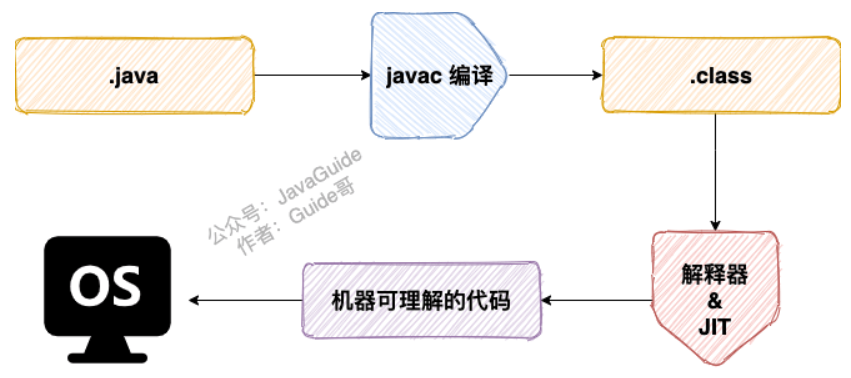 .java
javac 编译
.class
公众号：JavaGuide
作者：Guide哥
OS
机器可理解的代码
解释器
&
JIT